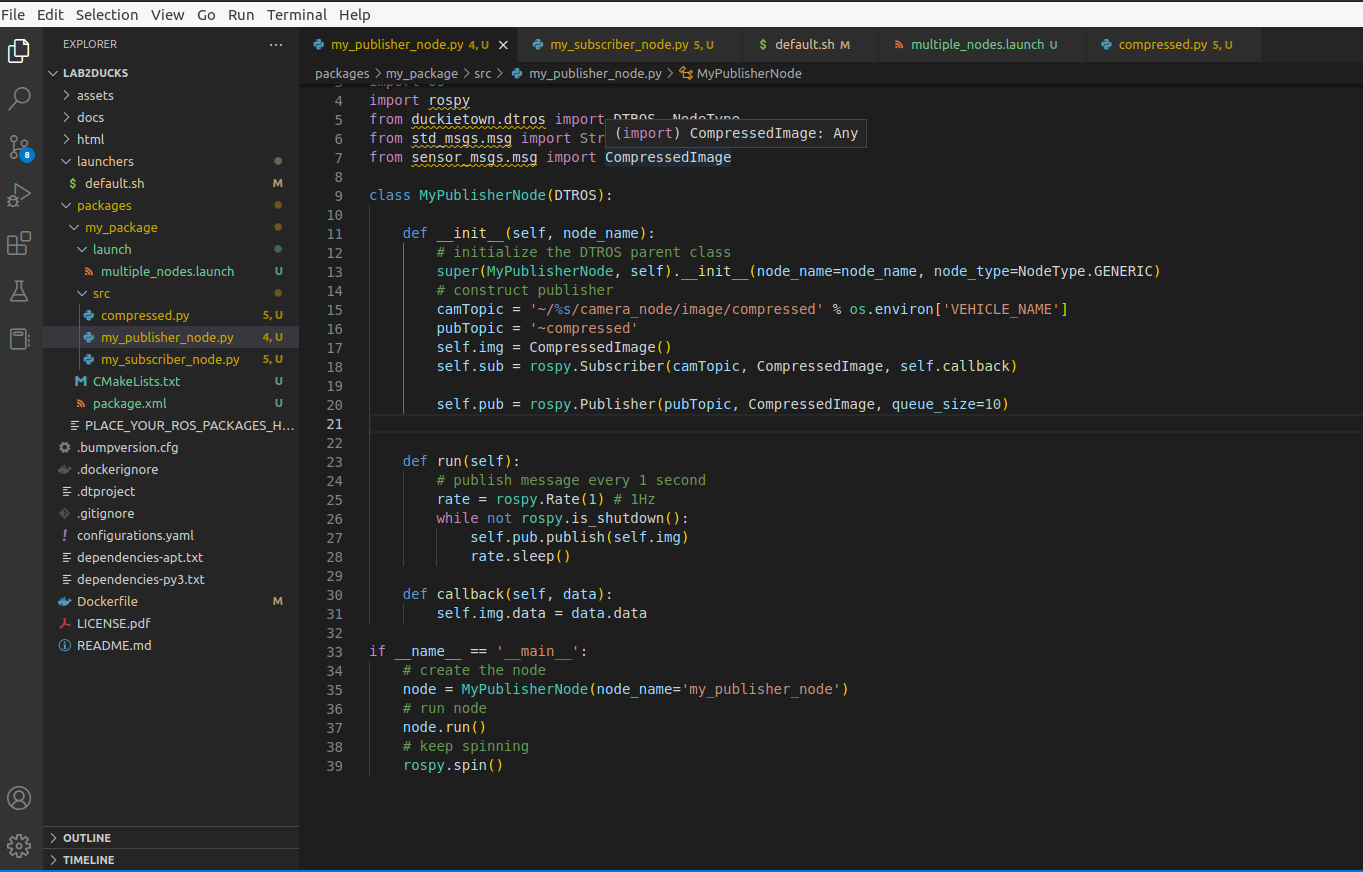 File Edit Selection View Go Run Terminal Help
EXPLORER ···
LAB2DUCKS
assets
docs
html
launchers
$ default.sh M
packages
my_package
launch
multiple_nodes.launch U
src
compressed.py 5, U
my_publisher_node.py 4, U
my_subscriber_node.py 5, U
CMakeLists.txt U
package.xml U
PLACE_YOUR_ROS_PACKAGES_H...
.bumpversion.cfg
.dockerignore
.dtproject
.gitignore
! configurations.yaml
dependencies-apt.txt
dependencies-py3.txt
Dockerfile M
LICENSE.pdf
README.md
OUTLINE
TIMELINE
8
my_publisher_node.py 4, U my_subscriber_node.py 5, U $ default.sh M multiple_nodes.launch U compressed.py 5, U
packages > my_package > src > my_publisher_node.py > MyPublisherNode
3 import os
4 import rospy
5 from duckietown.dtros import DTROS, NodeType
6 from std_msgs.msg import Str
(import) CompressedImage: Any
7 from sensor_msgs.msg import CompressedImage
8
9 class MyPublisherNode(DTROS):
10
11 def __init__(self, node_name):
12 # initialize the DTROS parent class
13 super(MyPublisherNode, self).__init__(node_name=node_name, node_type=NodeType.GENERIC)
14 # construct publisher
15 camTopic = '~/%s/camera_node/image/compressed' % os.environ['VEHICLE_NAME']
16 pubTopic = '~compressed'
17 self.img = CompressedImage()
18 self.sub = rospy.Subscriber(camTopic, CompressedImage, self.callback)
19
20 self.pub = rospy.Publisher(pubTopic, CompressedImage, queue_size=10)
21
22
23 def run(self):
24 # publish message every 1 second
25 rate = rospy.Rate(1) # 1Hz
26 while not rospy.is_shutdown():
27 self.pub.publish(self.img)
28 rate.sleep()
29
30 def callback(self, data):
31 self.img.data = data.data
32
33 if __name__ == '__main__':
34 # create the node
35 node = MyPublisherNode(node_name='my_publisher_node')
36 # run node
37 node.run()
38 # keep spinning
39 rospy.spin()